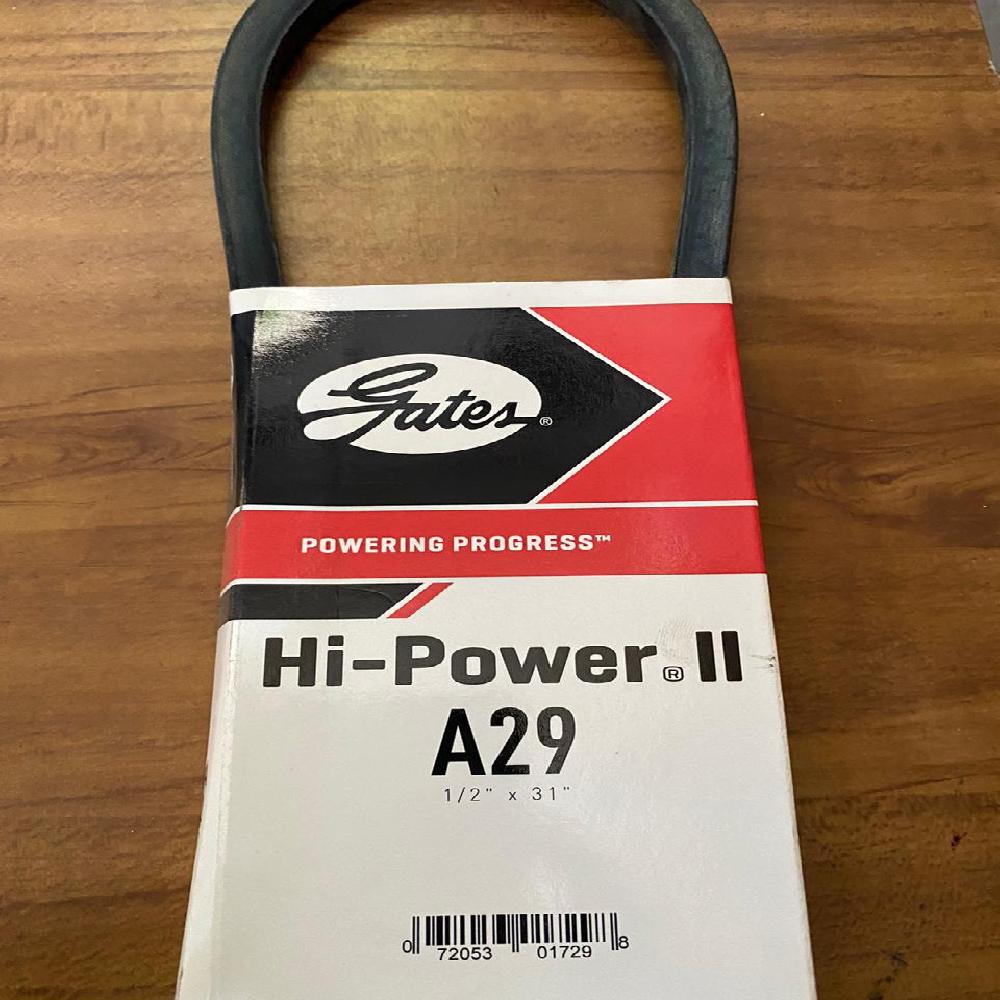 Gates®
POWERING PROGRESS™
Hi-Power® II
A29
1/2" x 31"
0 72053 01729 8